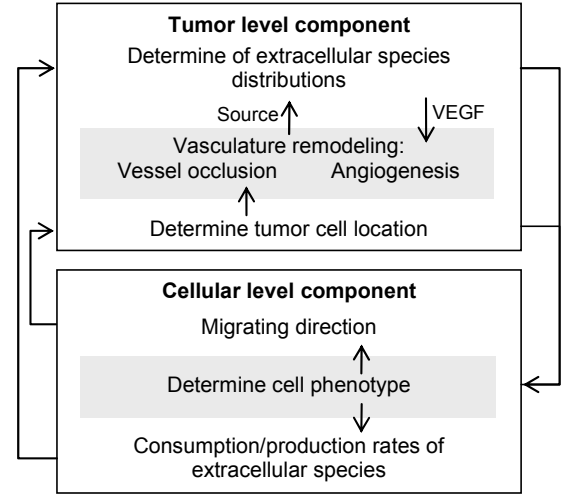 Tumor level component
Determine of extracellular species
distributions
Source
VEGF
Vasculature remodeling:
Vessel occlusion Angiogenesis
Determine tumor cell location
Cellular level component
Migrating direction
Determine cell phenotype
Consumption/production rates of
extracellular species